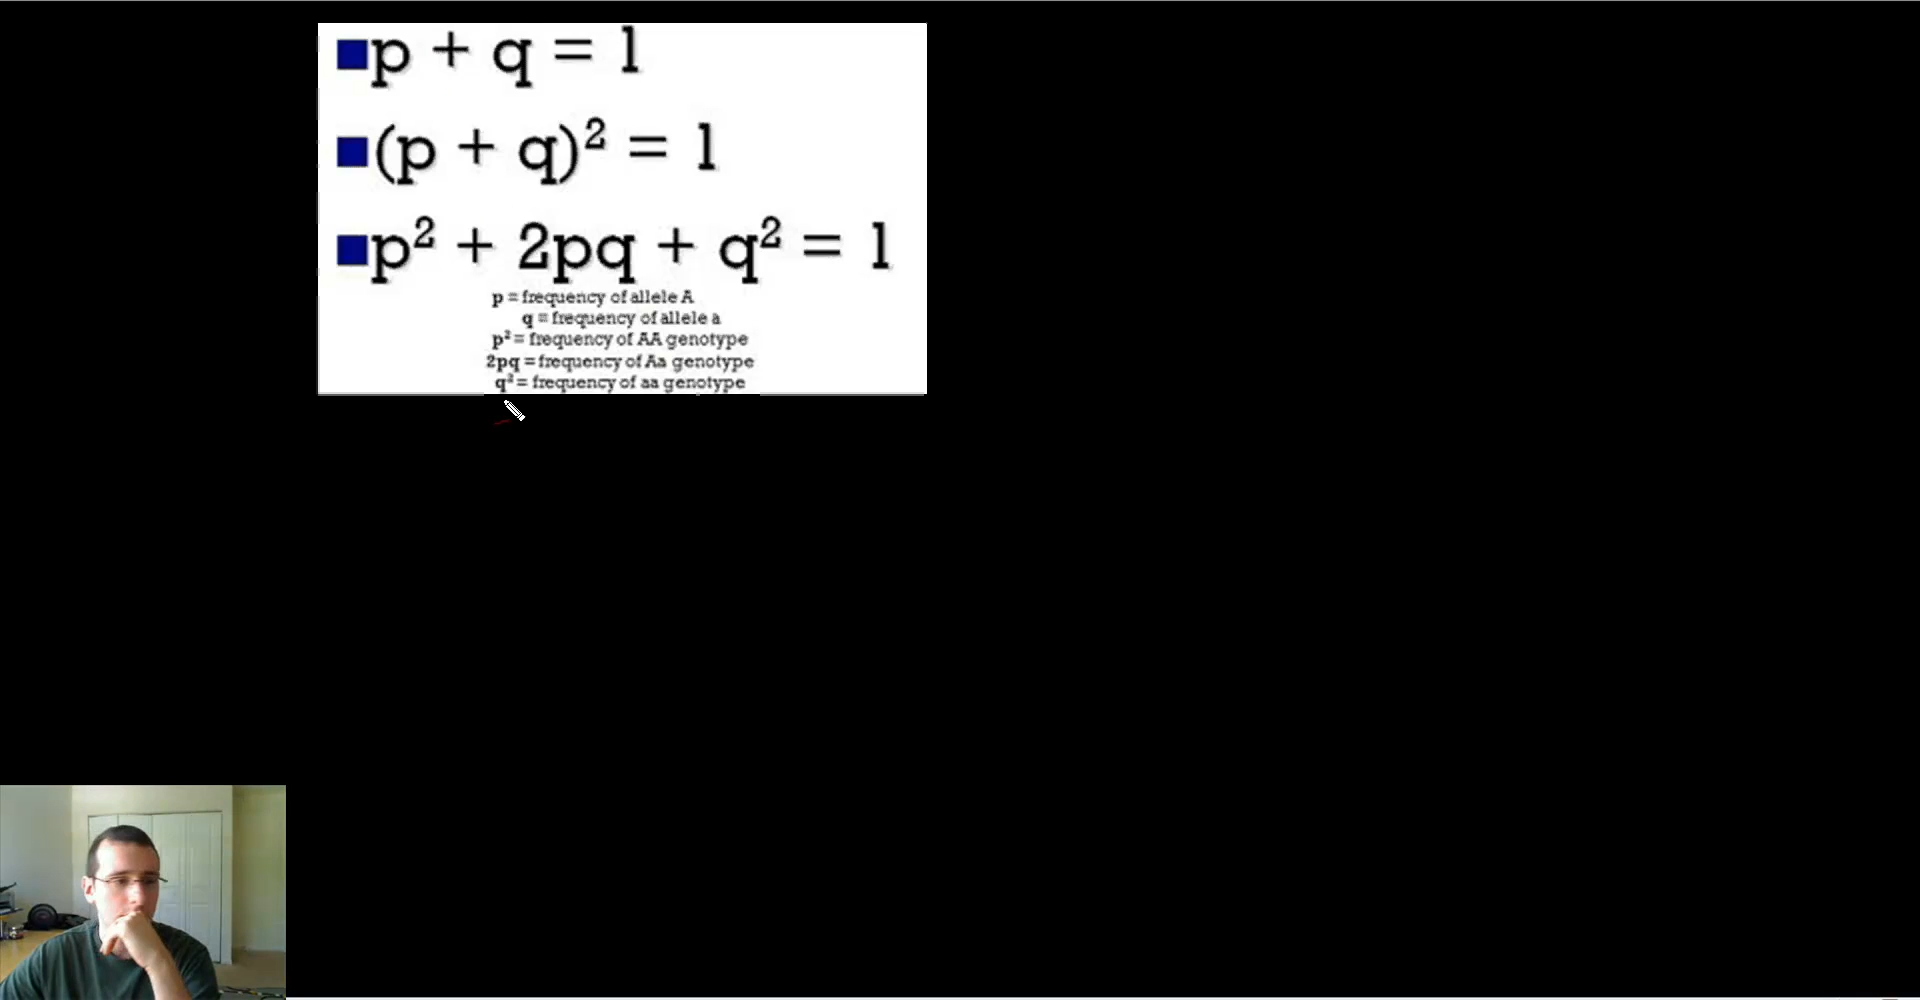 p + q = 1
(p + q)² = 1
p² + 2pq + q² = 1
p = frequency of allele A
q = frequency of allele a
p² = frequency of AA genotype
2pq = frequency of Aa genotype
q² = frequency of aa genotype